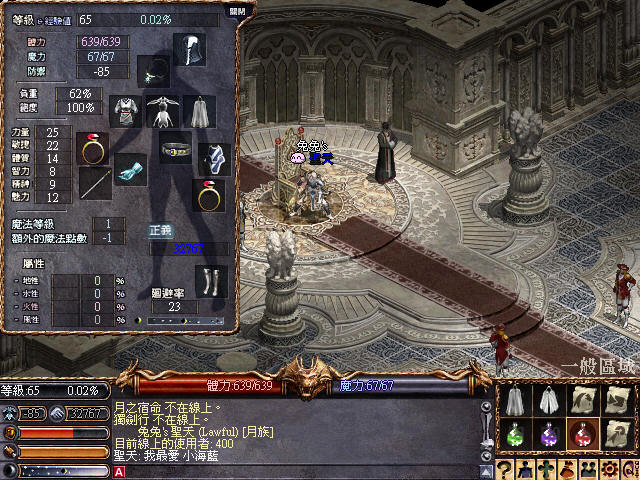 關閉
等級 & 經驗值 65 0.02%
體力 639/639
魔力 67/67
防禦 -85
負重 62%
飽度 100%
力量 25
敏捷 22
體質 14
智力 8
精神 9
魅力 12
魔法等級 1
額外的魔法點數 -1
正義
32767
屬性
- 地性 0 %
- 水性 0 %
- 火性 0 %
- 風性 0 %
迴避率
23
兔兔's
聖天
一般區域
等級:65 0.02%
體力:639/639
魔力:67/67
-85 32767
月之宿命 不在線上。
獨劍行 不在線上。
兔兔's 聖天 (Lawful) [月族]
目前線上的使用者: 400
聖天: 我最愛 小海藍
A